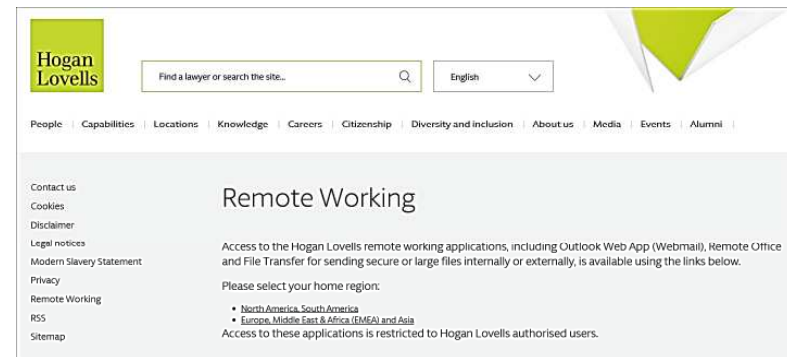 Hogan
Lovells
Find a lawyer or search the site...
English
People Capabilities Locations Knowledge Careers Citizenship Diversity and inclusion About us Media Events Alumni
Contact us
Cookies
Disclaimer
Legal notices
Modern Slavery Statement
Privacy
Remote Working
RSS
Sitemap
Remote Working
Access to the Hogan Lovells remote working applications, including Outlook Web App (Webmail), Remote Office
and File Transfer for sending secure or large files internally or externally, is available using the links below.
Please select your home region:
• North America, South America
• Europe, Middle East & Africa (EMEA) and Asia
Access to these applications is restricted to Hogan Lovells authorised users.